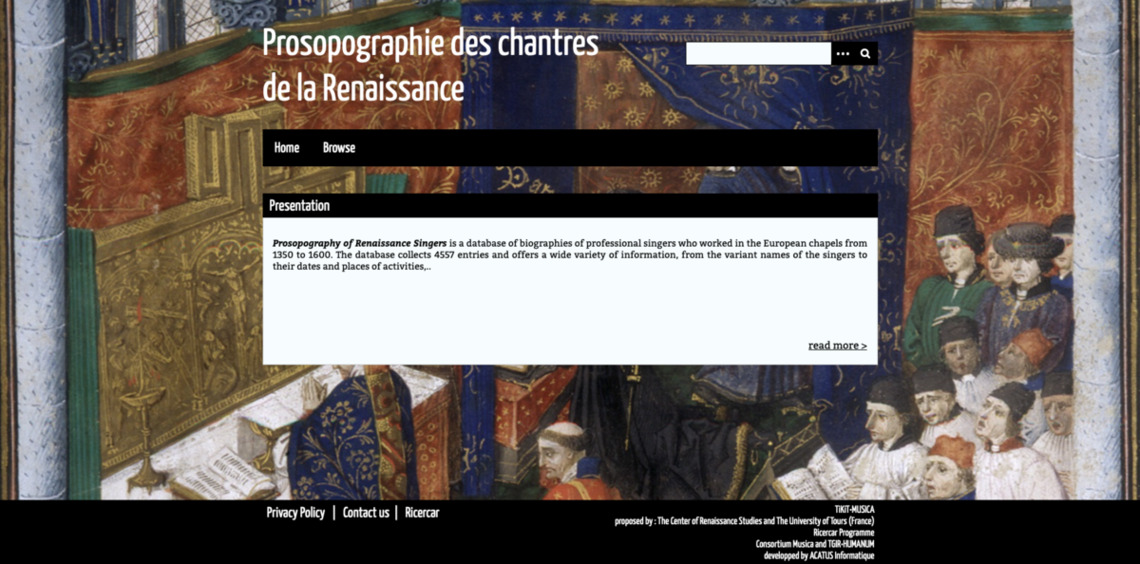 Prosopographie des chantres
de la Renaissance
Home Browse
Presentation
Prosopography of Renaissance Singers is a database of biographies of professional singers who worked in the European chapels from
1350 to 1600. The database collects 4557 entries and offers a wide variety of information, from the variant names of the singers to
their dates and places of activities,..
read more >
Privacy Policy | Contact us | Ricercar
TiKiT-MUSICA
proposed by : The Center of Renaissance Studies and The University of Tours (France)
Ricercar Programme
Consortium Musica and TGIR-HUMANUM
developped by ACATUS Informatique